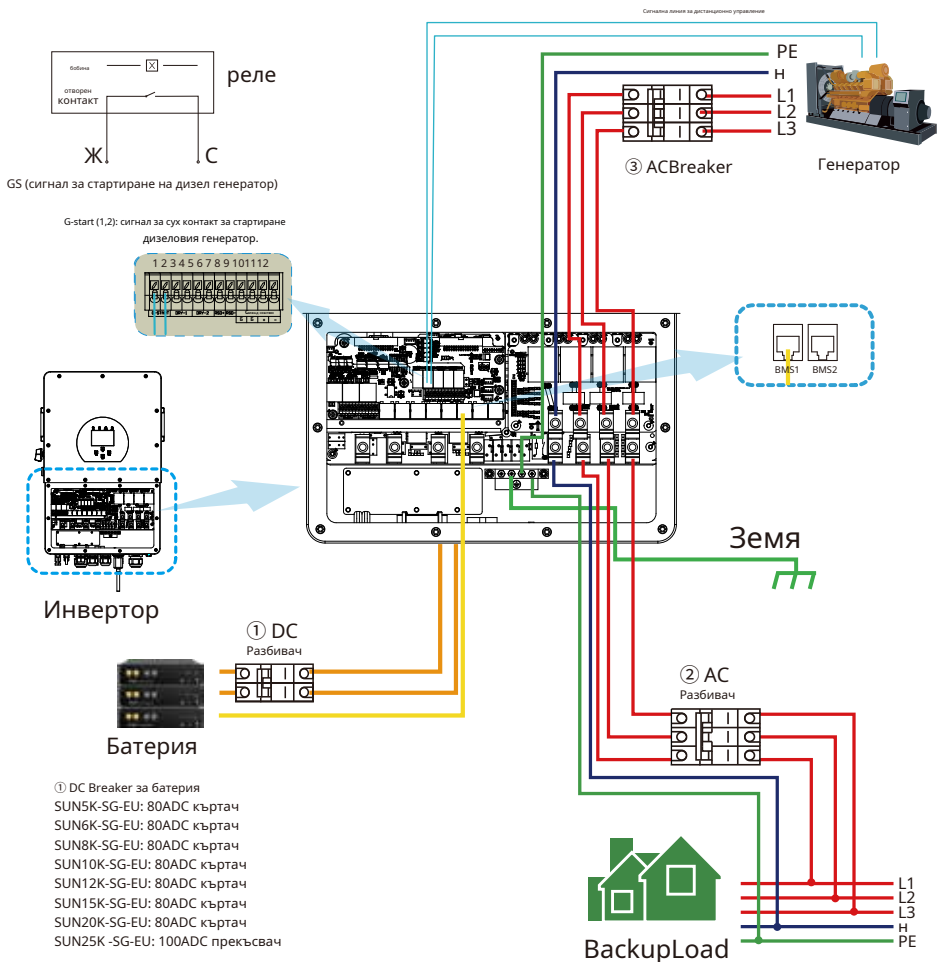 Сигнална линия за дистанционно управление
PE
н
L1
L2
L3
③ ACBreaker
Генератор
бобина
отворен
контакт
реле
Ж
С
GS (сигнал за стартиране на дизел генератор)
G-start (1,2): сигнал за сух контакт за стартиране
дизеловия генератор.
1 2 3 4 5 6 7 8 9 101112
DRY-1
DRY-2
BMS1
BMS2
Земя
Инвертор
① DC
Разбивач
Батерия
② AC
Разбивач
① DC Breaker за батерия
SUN5K-SG-EU: 80ADC къртач
SUN6K-SG-EU: 80ADC къртач
SUN8K-SG-EU: 80ADC къртач
SUN10K-SG-EU: 80ADC къртач
SUN12K-SG-EU: 80ADC къртач
SUN15K-SG-EU: 80ADC къртач
SUN20K-SG-EU: 80ADC къртач
SUN25K -SG-EU: 100ADC прекъсвач
BackupLoad
L1
L2
L3
н
PE